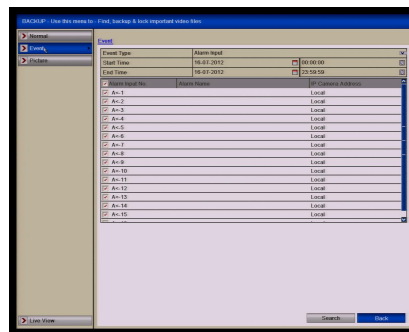 BACKUP - Use this menu to - Find, backup & lock important video files
Normal
Event
Picture
Event
Event Type Alarm Input
Start Time 16-07-2012 00:00:00
End Time 16-07-2012 23:59:59
Alarm Input No. Alarm Name IP Camera Address
A<-1 Local
A<-2 Local
A<-3 Local
A<-4 Local
A<-5 Local
A<-6 Local
A<-7 Local
A<-8 Local
A<-9 Local
A<-10 Local
A<-11 Local
A<-12 Local
A<-13 Local
A<-14 Local
A<-15 Local
Live View
Search Back